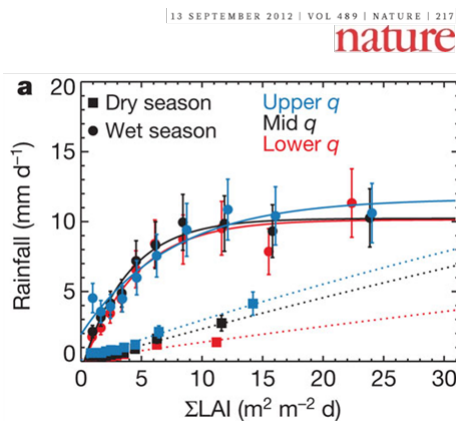 13 SEPTEMBER 2012 | VOL 489 | NATURE | 217
nature
a
20
Dry season
Upper q
Wet season
Mid q
Lower q
15
10
5
0
Rainfall (mm d⁻¹)
0 5 10 15 20 25 30
ΣLAI (m² m⁻² d)